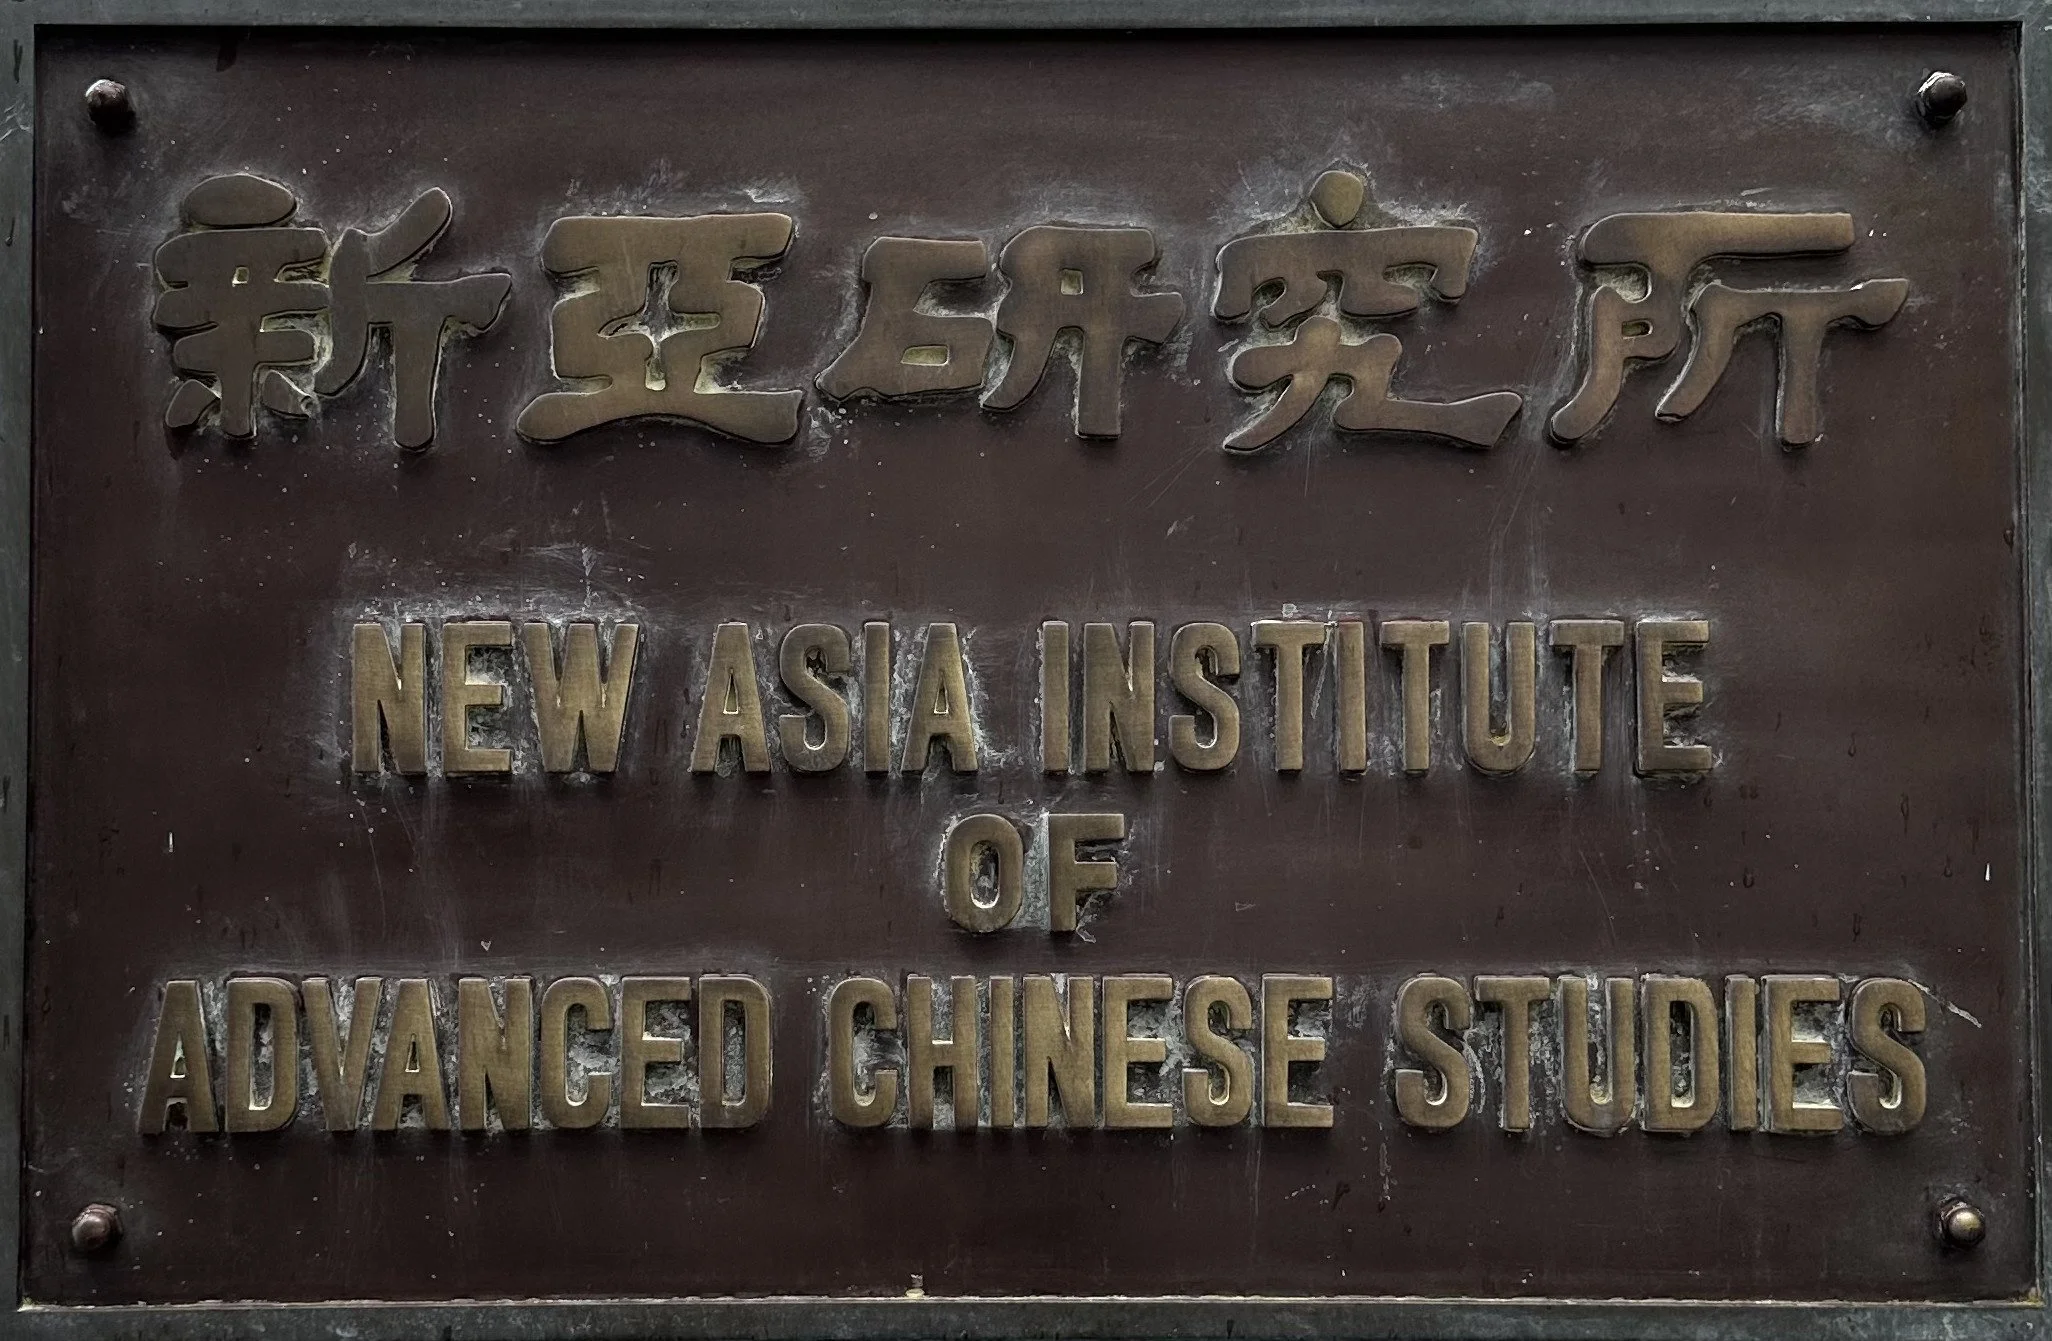 新亞研究所
NEW ASIA INSTITUTE
OF
ADVANCED CHINESE STUDIES